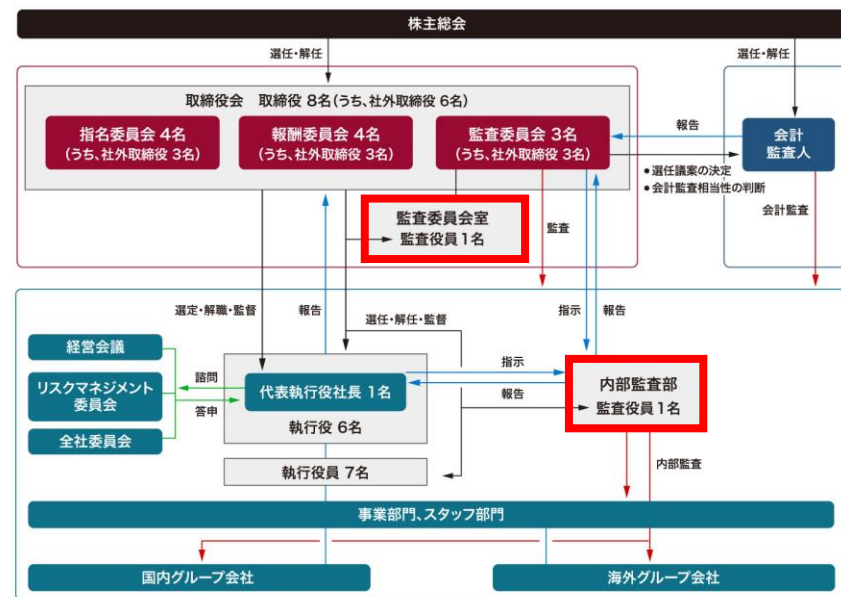 株主総会
選任・解任
選任・解任
取締役会 取締役 8名(うち、社外取締役 6名)
指名委員会 4名
(うち、社外取締役 3名)
報酬委員会 4名
(うち、社外取締役 3名)
監査委員会 3名
(うち、社外取締役 3名)
報告
会計
監査人
●選任議案の決定
●会計監査相当性の判断
監査委員会室
監査役員 1名
監査
会計監査
選定・解職・監督
報告
選任・解任・監督
指示
報告
経営会議
リスクマネジメント
委員会
全社委員会
諮問
答申
代表執行役社長 1名
執行役 6名
指示
報告
内部監査部
監査役員 1名
執行役員 7名
内部監査
事業部門、スタッフ部門
国内グループ会社
海外グループ会社